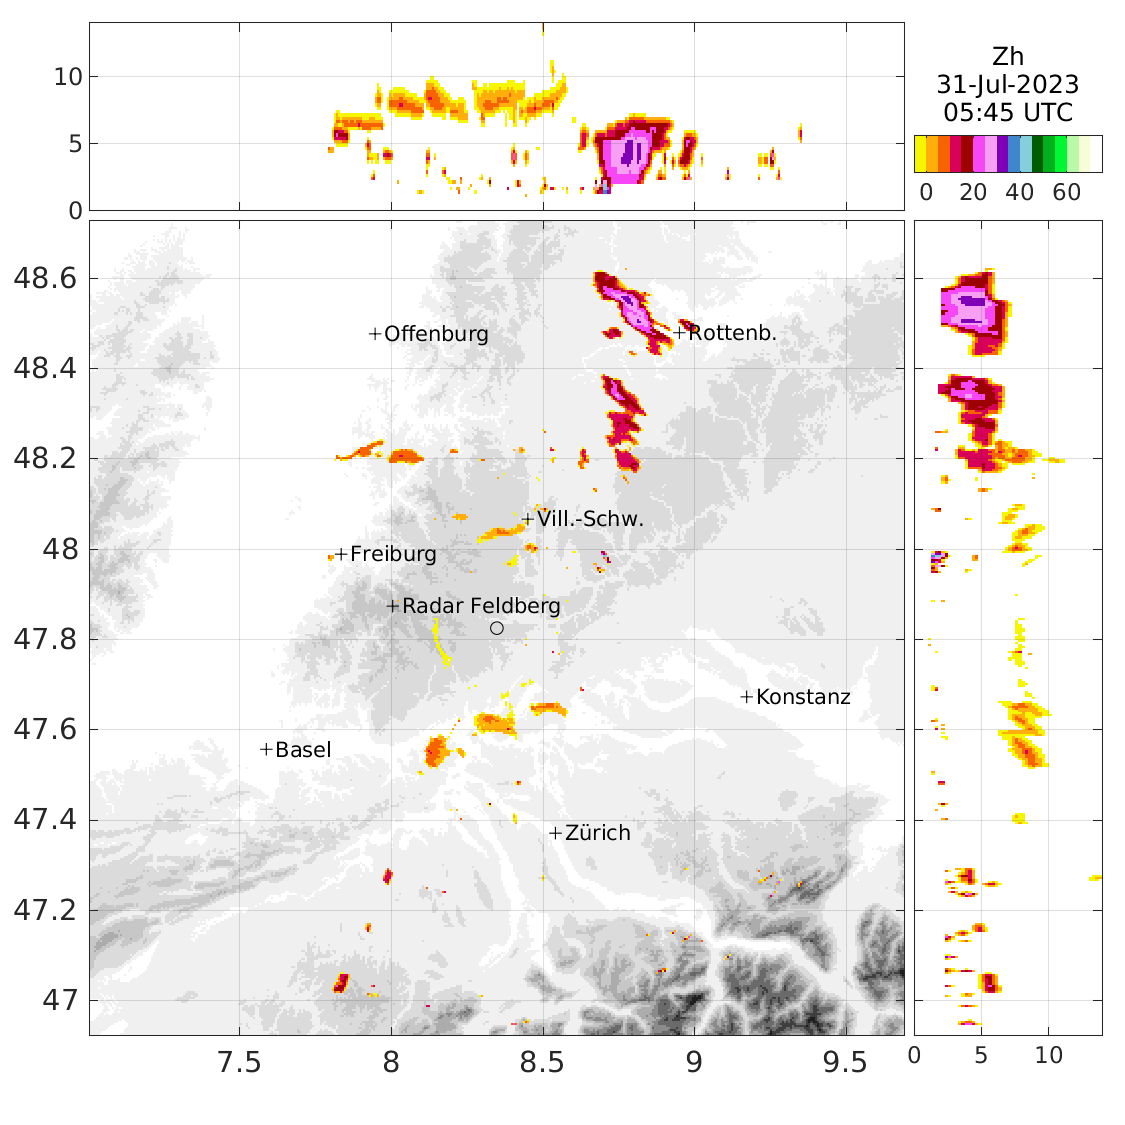 10
5
0
Zh
31-Jul-2023
05:45 UTC
0 20 40 60
48.6
48.4
48.2
48
47.8
47.6
47.4
47.2
47
Offenburg
Rottenb.
Vill.-Schw.
Freiburg
Radar Feldberg
Konstanz
Basel
Zürich
7.5 8 8.5 9 9.5
0 5 10